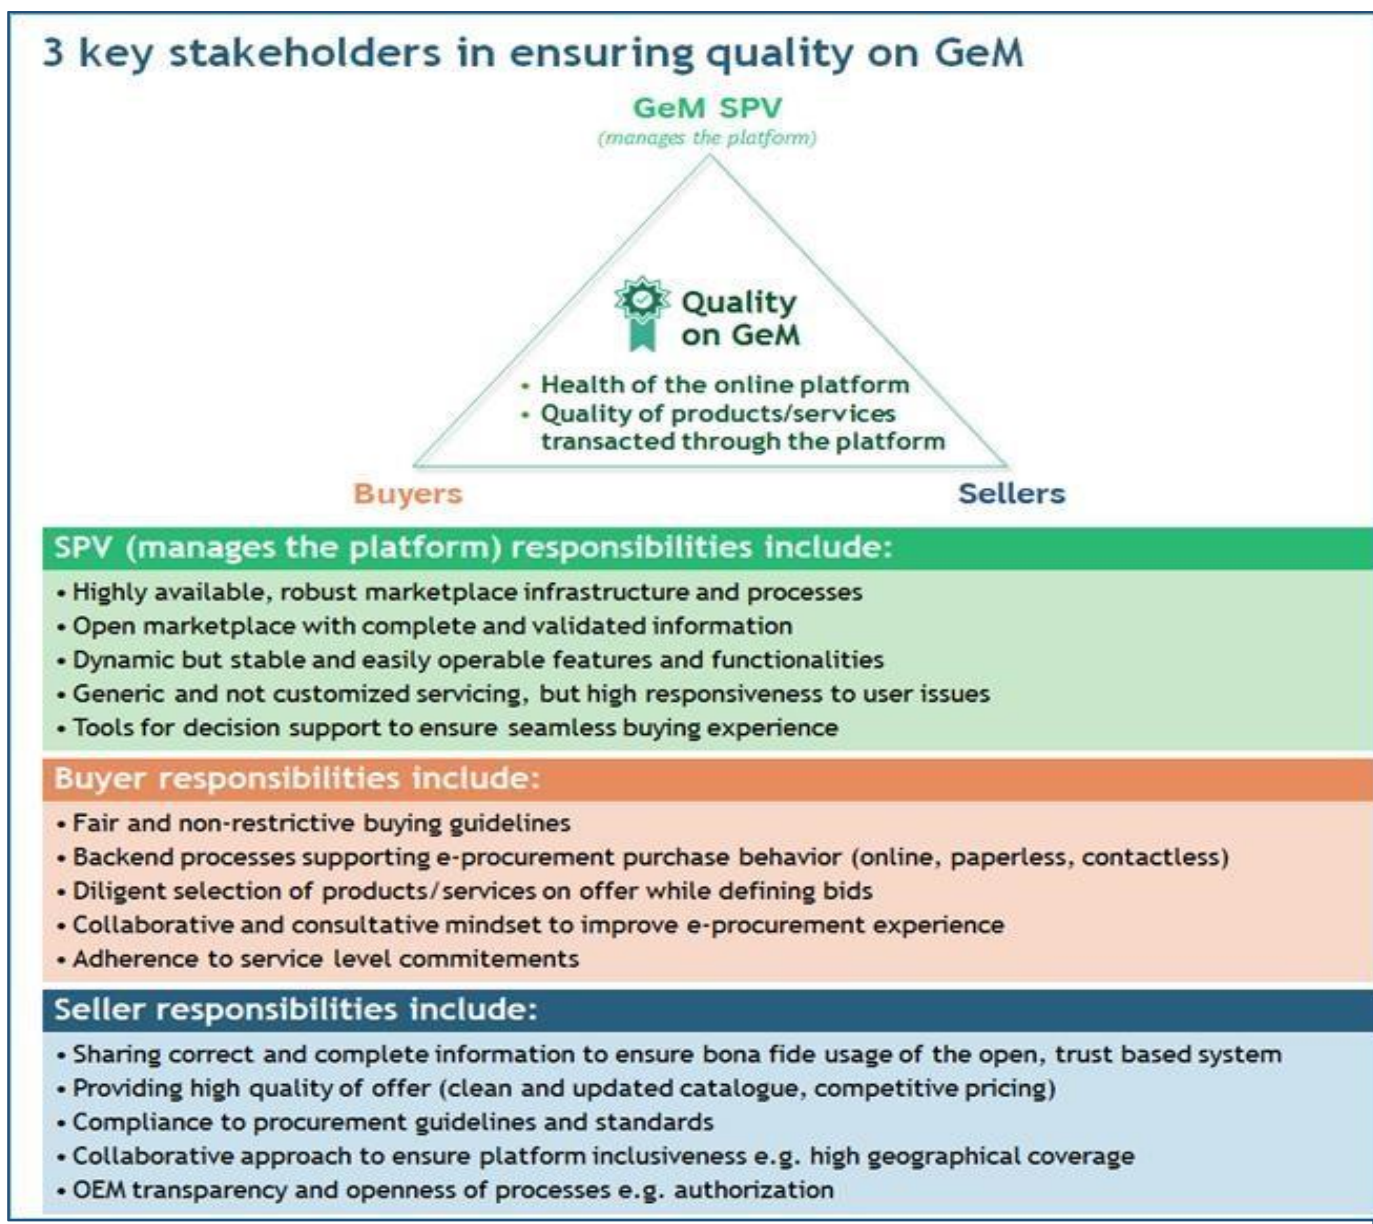 3 key stakeholders in ensuring quality on GeM
GeM SPV
(manages the platform)
Quality
on GeM
• Health of the online platform
• Quality of products/services
transacted through the platform
Buyers
Sellers
SPV (manages the platform) responsibilities include:
• Highly available, robust marketplace infrastructure and processes
• Open marketplace with complete and validated information
• Dynamic but stable and easily operable features and functionalities
• Generic and not customized servicing, but high responsiveness to user issues
• Tools for decision support to ensure seamless buying experience
Buyer responsibilities include:
• Fair and non-restrictive buying guidelines
• Backend processes supporting e-procurement purchase behavior (online, paperless, contactless)
• Diligent selection of products/services on offer while defining bids
• Collaborative and consultative mindset to improve e-procurement experience
• Adherence to service level commitements
Seller responsibilities include:
• Sharing correct and complete information to ensure bona fide usage of the open, trust based system
• Providing high quality of offer (clean and updated catalogue, competitive pricing)
• Compliance to procurement guidelines and standards
• Collaborative approach to ensure platform inclusiveness e.g. high geographical coverage
• OEM transparency and openness of processes e.g. authorization